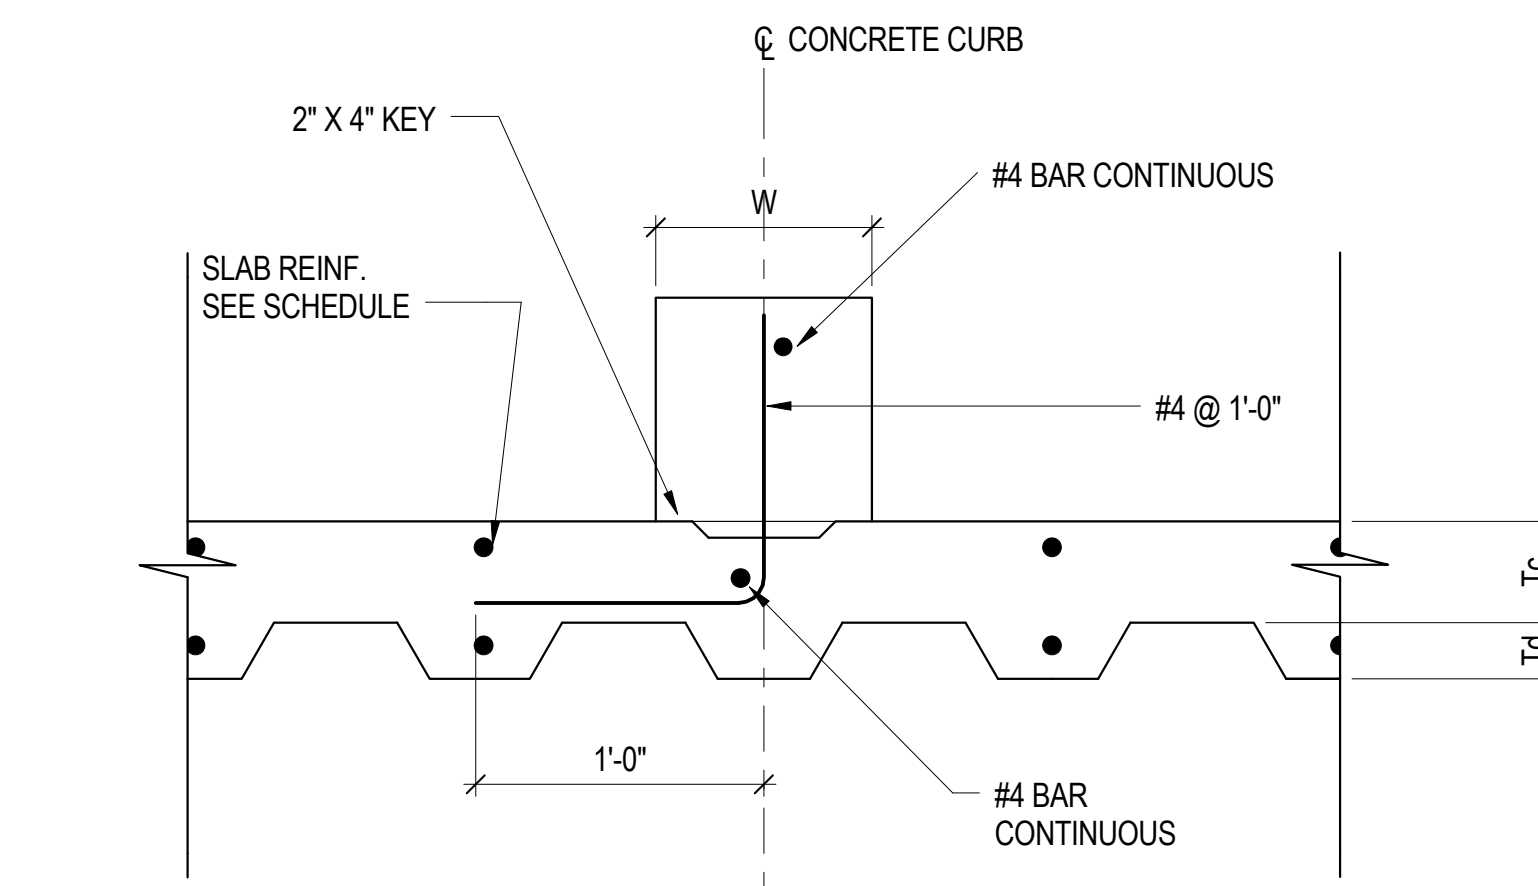 ℄ CONCRETE CURB
2" X 4" KEY
#4 BAR CONTINUOUS
W
SLAB REINF.
SEE SCHEDULE
#4 @ 1'-0"
Td
1'-0"
#4 BAR
CONTINUOUS